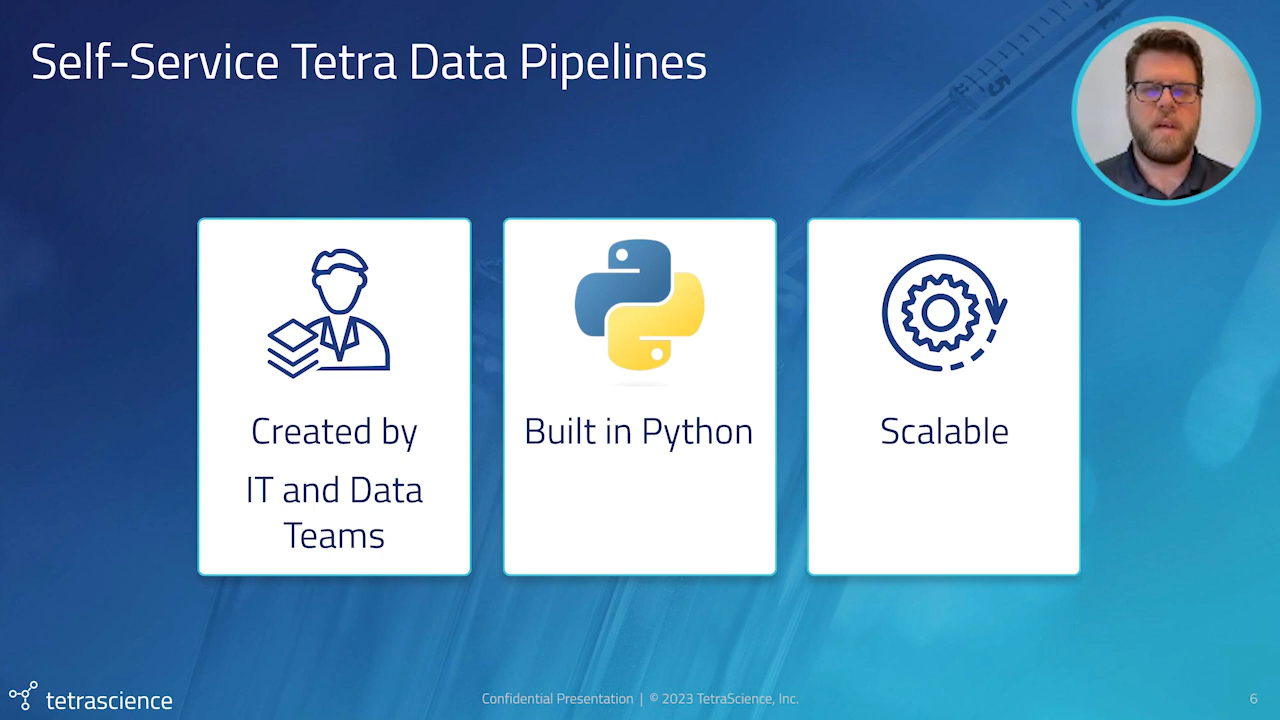 Self-Service Tetra Data Pipelines
Created by
IT and Data
Teams
Built in Python
Scalable
tetrascience
Confidential Presentation | © 2023 TetraScience, Inc.
6